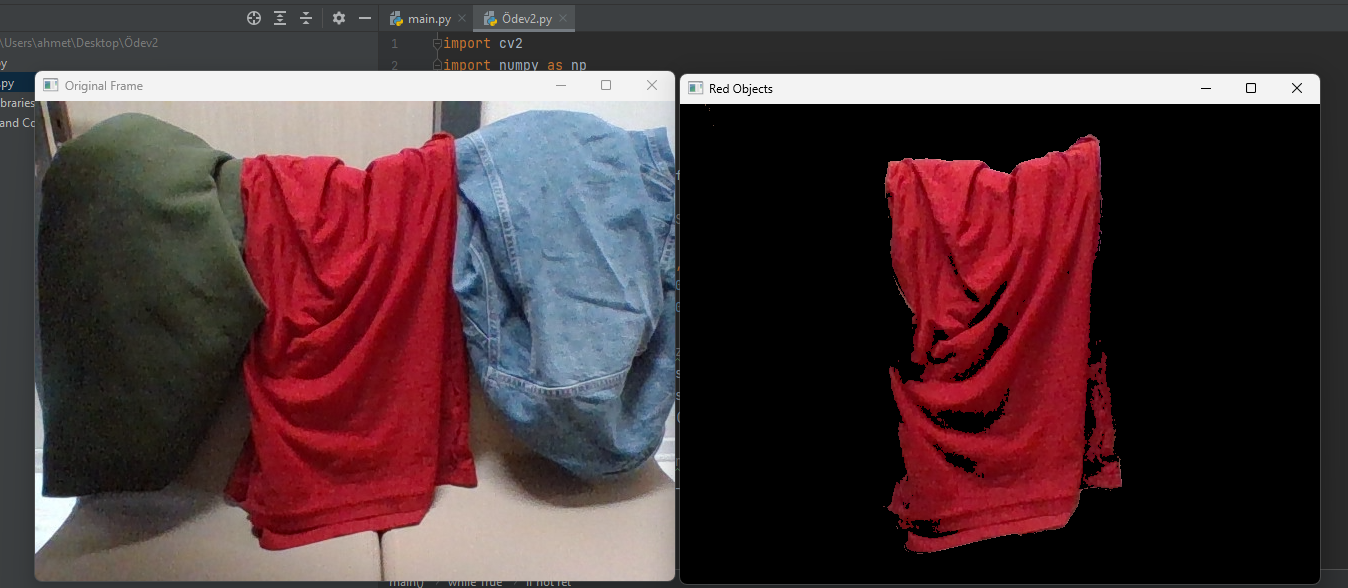 main.py
Ödev2.py
\Users\ahmet\Desktop\Ödev2
1 import cv2
2 import numpy as np
py
.py
braries
and Co
Original Frame
Red Objects
main() while True if not ret